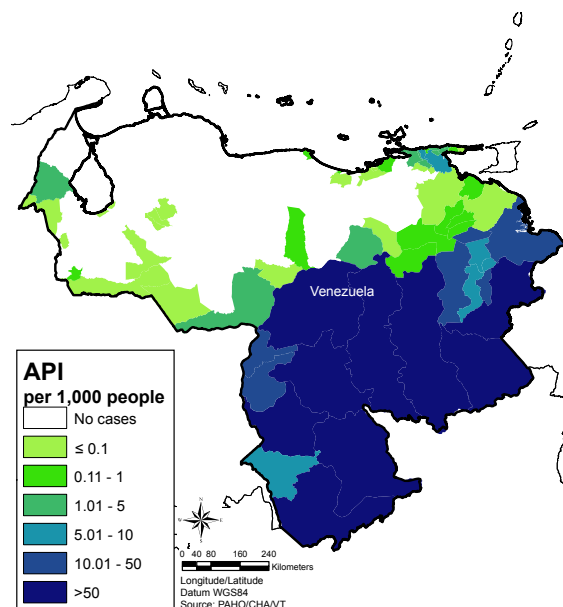 Venezuela
API
per 1,000 people
No cases
≤ 0.1
0.11 - 1
1.01 - 5
5.01 - 10
10.01 - 50
>50
N
W E
S
0 40 80 160 240
Kilometers
Longitude/Latitude
Datum WGS84
Source: PAHO/CHA/VT